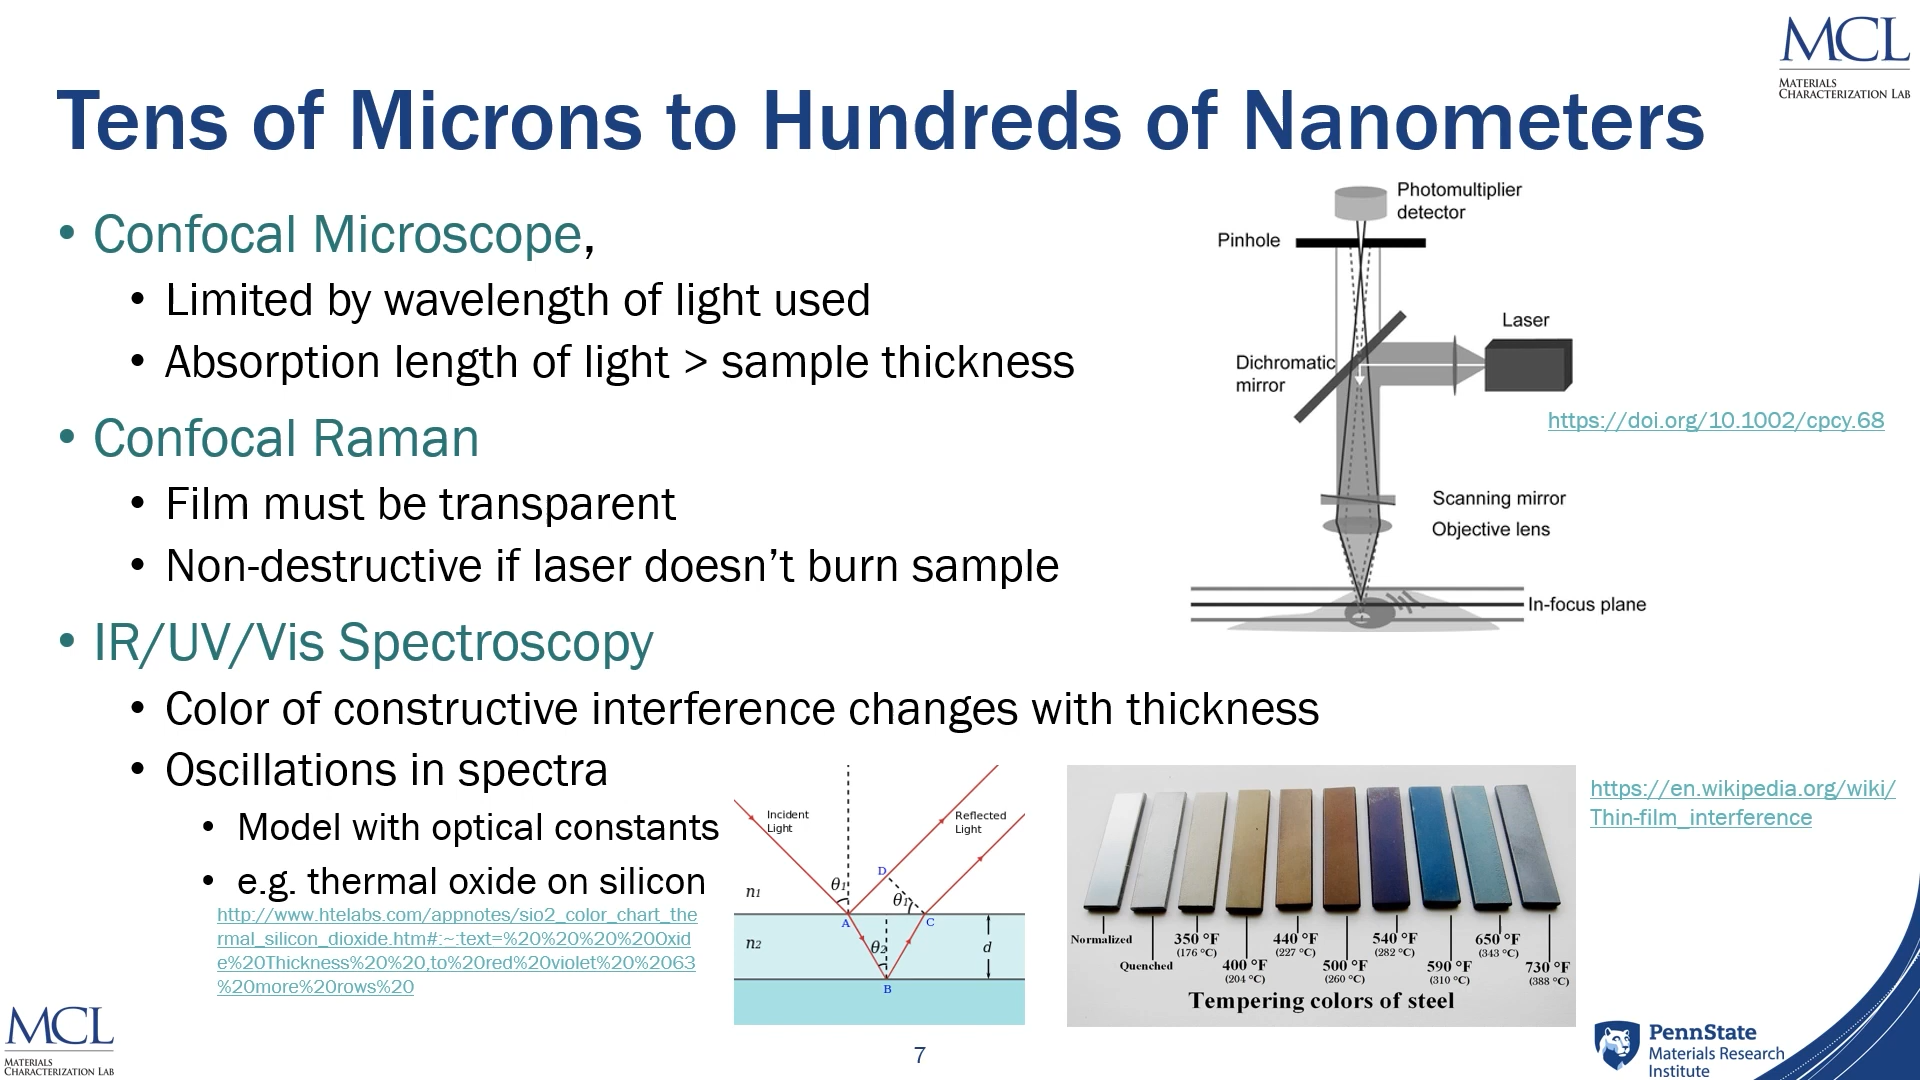 MCL
MATERIALS
CHARACTERIZATION LAB
Tens of Microns to Hundreds of Nanometers
• Confocal Microscope,
• Limited by wavelength of light used
• Absorption length of light > sample thickness
• Confocal Raman
• Film must be transparent
• Non-destructive if laser doesn’t burn sample
• IR/UV/Vis Spectroscopy
• Color of constructive interference changes with thickness
• Oscillations in spectra
• Model with optical constants
• e.g. thermal oxide on silicon
http://www.htelabs.com/appnotes/sio2_color_chart_the
rmal_silicon_dioxide.htm#:~:text=%20%20%20%20Oxid
e%20Thickness%20%20,to%20red%20violet%20%2063
%20more%20rows%20
Photomultiplier
detector
Pinhole
Laser
Dichromatic
mirror
https://doi.org/10.1002/cpcy.68
Scanning mirror
Objective lens
In-focus plane
Incident
Light
Reflected
Light
D
θ1
θ1
n1
A
C
n2
θ2
d
B
Normalized
Quenched
350 °F
(176 °C)
400 °F
(204 °C)
440 °F
(227 °C)
500 °F
(260 °C)
540 °F
(282 °C)
590 °F
(310 °C)
650 °F
(343 °C)
730 °F
(388 °C)
Tempering colors of steel
https://en.wikipedia.org/wiki/
Thin-film_interference
MCL
MATERIALS
CHARACTERIZATION LAB
7
PennState
Materials Research
Institute